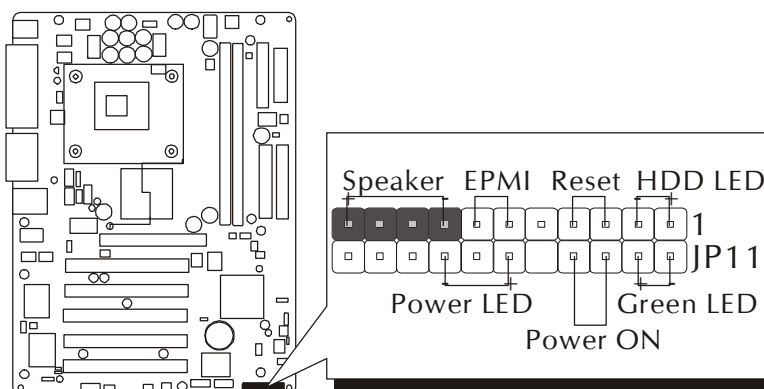 Speaker EPMI Reset HDD LED
1
JP11
Power LED Green LED
Power ON